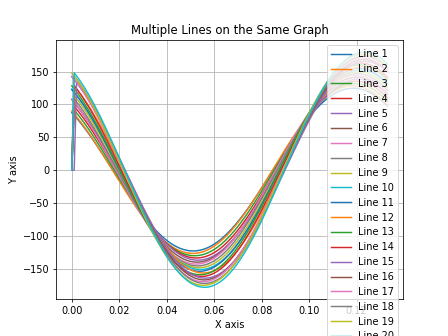 Multiple Lines on the Same Graph
Y axis
150
100
50
0
−50
−100
−150
0.00
0.02
0.04
0.06
0.08
0.10
X axis
Line 1
Line 2
Line 3
Line 4
Line 5
Line 6
Line 7
Line 8
Line 9
Line 10
Line 11
Line 12
Line 13
Line 14
Line 15
Line 16
Line 17
Line 18
Line 19
Line 20